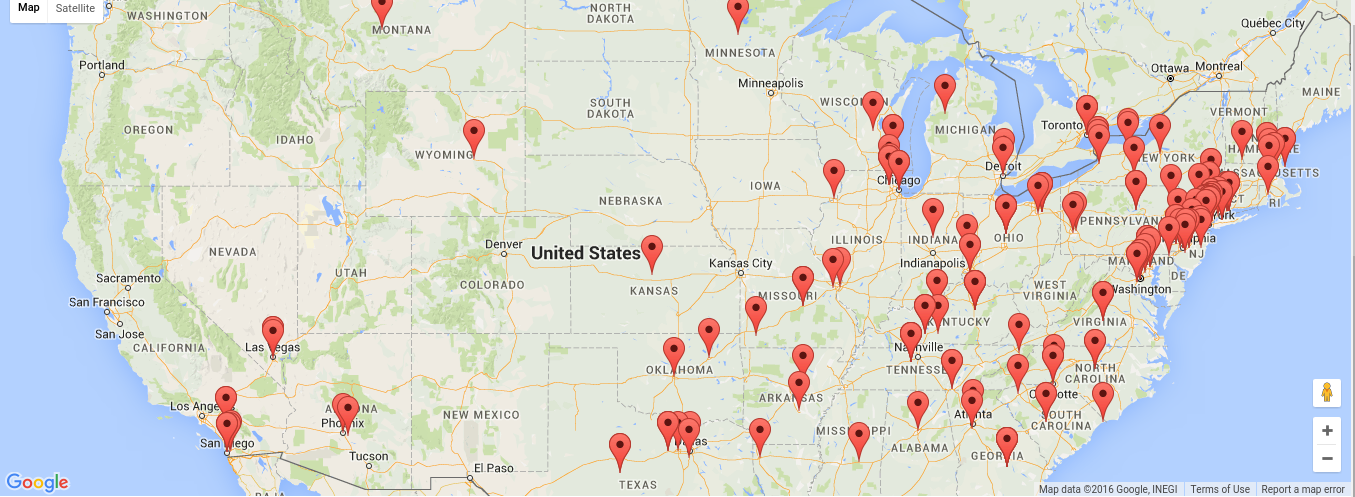 Map
Satellite
WASHINGTON
MONTANA
NORTH
DAKOTA
MINNESOTA
Québec City
Portland
Ottawa
Montreal
Minneapolis
MAINE
OREGON
IDAHO
SOUTH
DAKOTA
VERMONT
Toronto
MICHIGAN
WYOMING
NEW YORK
Detroit
MASSACHUSETTS
Chicago
IOWA
CT
RI
NEBRASKA
PENNSYLVANIA
NEVADA
Denver
United States
ILLINOIS
INDIANA
OHIO
Indianapolis
NJ
MARYLAND
DE
Sacramento
UTAH
COLORADO
Kansas City
KANSAS
MISSOURI
WEST
VIRGINIA
Washington
San Francisco
San Jose
KENTUCKY
VIRGINIA
CALIFORNIA
Las Vegas
Nashville
OKLAHOMA
TENNESSEE
NORTH
CAROLINA
Charlotte
ARKANSAS
Los Angeles
ARIZONA
Phoenix
NEW MEXICO
Atlanta
SOUTH
CAROLINA
San Diego
Dallas
MISSISSIPPI
ALABAMA
GEORGIA
Tucson
El Paso
TEXAS
Google
Map data ©2016 Google, INEGI
Terms of Use
Report a map error